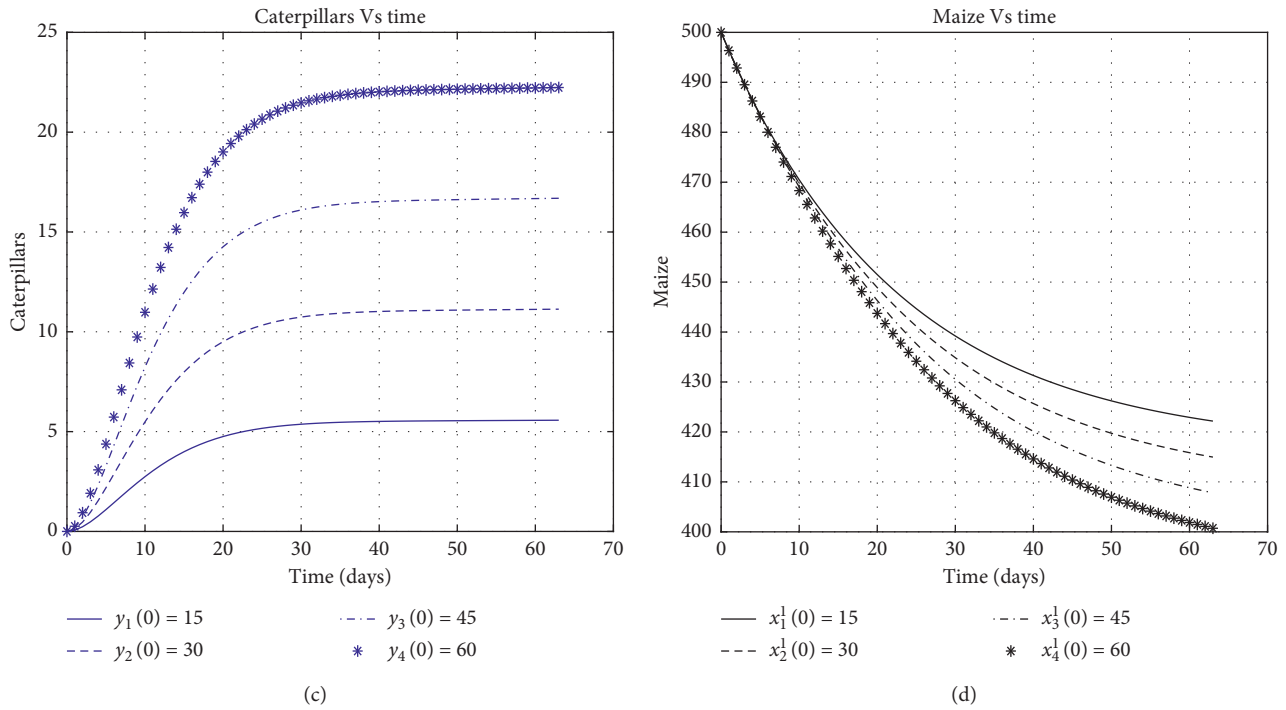 Caterpillars Vs time
25
20
15
10
5
0
Caterpillars
0 10 20 30 40 50 60 70
Time (days)
y₁ (0) = 15
y₃ (0) = 45
y₂ (0) = 30
y₄ (0) = 60
(c)
Maize Vs time
500
490
480
470
460
450
440
430
420
410
400
Maize
0 10 20 30 40 50 60 70
Time (days)
x₁¹ (0) = 15
x₃¹ (0) = 45
x₂¹ (0) = 30
x₄¹ (0) = 60
(d)